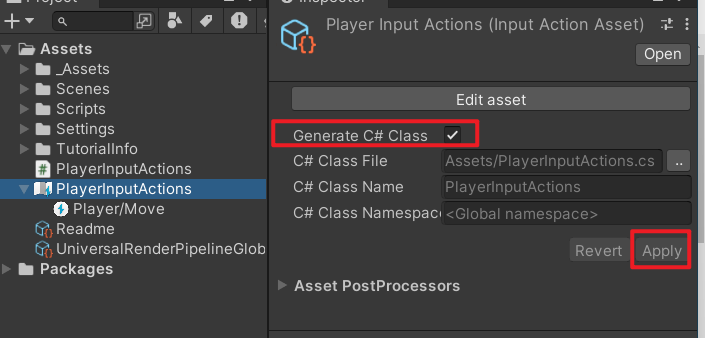 Project
Inspector
Player Input Actions (Input Action Asset)
Open
Assets
_Assets
Scenes
Scripts
Settings
TutorialInfo
PlayerInputActions
PlayerInputActions
Player/Move
Readme
UniversalRenderPipelineGlob
Packages
Edit asset
Generate C# Class
C# Class File
Assets/PlayerInputActions.cs
..
C# Class Name
PlayerInputActions
C# Class Namespac
<Global namespace>
Revert
Apply
Asset PostProcessors